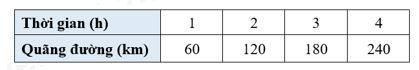 Thời gian (h) 1 2 3 4
Quãng đường (km) 60 120 180 240